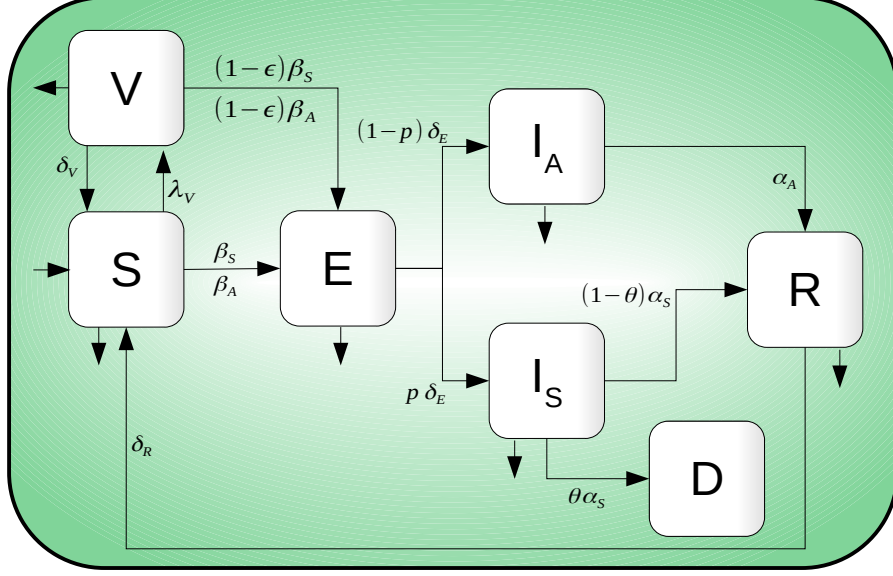 V
(1−ϵ)β_S
(1−ϵ)β_A
δ_V
λ_V
S
β_S
β_A
E
(1−p) δ_E
I_A
α_A
(1−θ)α_S
R
p δ_E
I_S
θα_S
D
δ_R